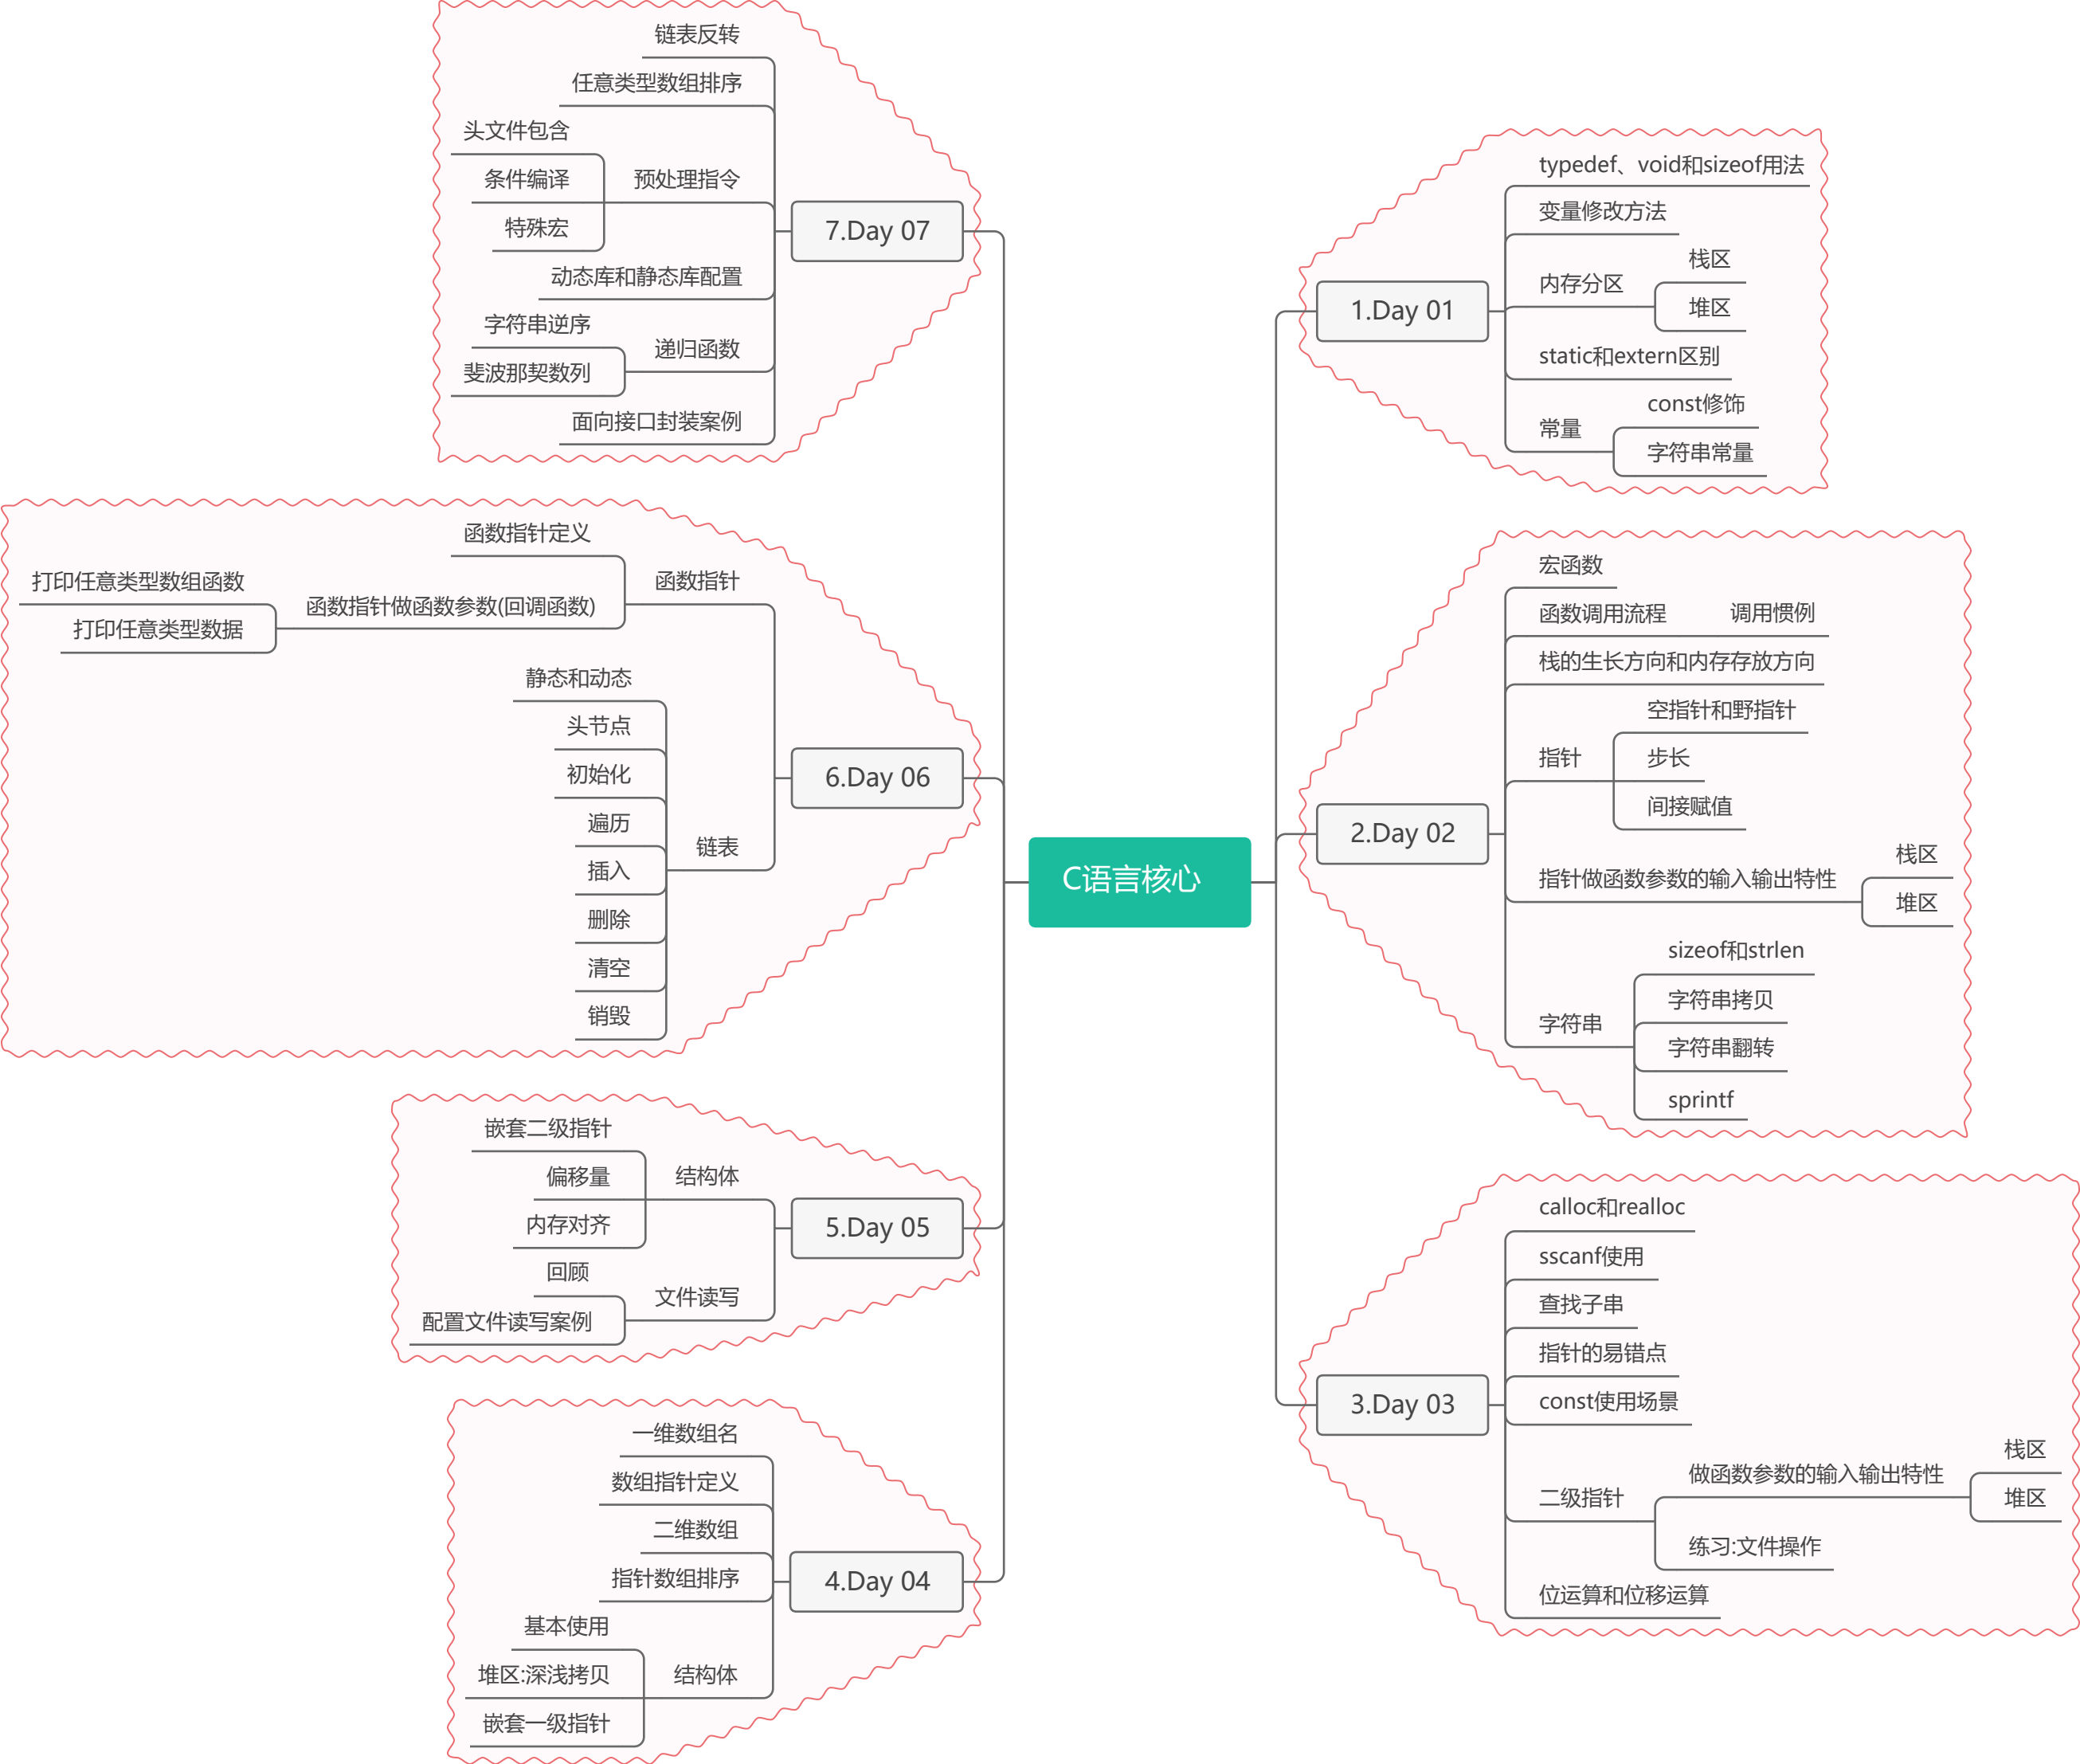 C语言核心
1.Day 01
typedef、void和sizeof用法
变量修改方法
内存分区
栈区
堆区
static和extern区别
常量
const修饰
字符串常量
2.Day 02
宏函数
函数调用流程
调用惯例
栈的生长方向和内存存放方向
指针
空指针和野指针
步长
间接赋值
指针做函数参数的输入输出特性
栈区
堆区
字符串
sizeof和strlen
字符串拷贝
字符串翻转
sprintf
3.Day 03
calloc和realloc
sscanf使用
查找子串
指针的易错点
const使用场景
二级指针
做函数参数的输入输出特性
栈区
堆区
练习:文件操作
位运算和位移运算
4.Day 04
一维数组名
数组指针定义
二维数组
指针数组排序
结构体
基本使用
堆区:深浅拷贝
嵌套一级指针
5.Day 05
结构体
嵌套二级指针
偏移量
内存对齐
文件读写
回顾
配置文件读写案例
6.Day 06
函数指针
函数指针定义
函数指针做函数参数(回调函数)
打印任意类型数组函数
打印任意类型数据
链表
静态和动态
头节点
初始化
遍历
插入
删除
清空
销毁
7.Day 07
链表反转
任意类型数组排序
预处理指令
头文件包含
条件编译
特殊宏
动态库和静态库配置
递归函数
字符串逆序
斐波那契数列
面向接口封装案例